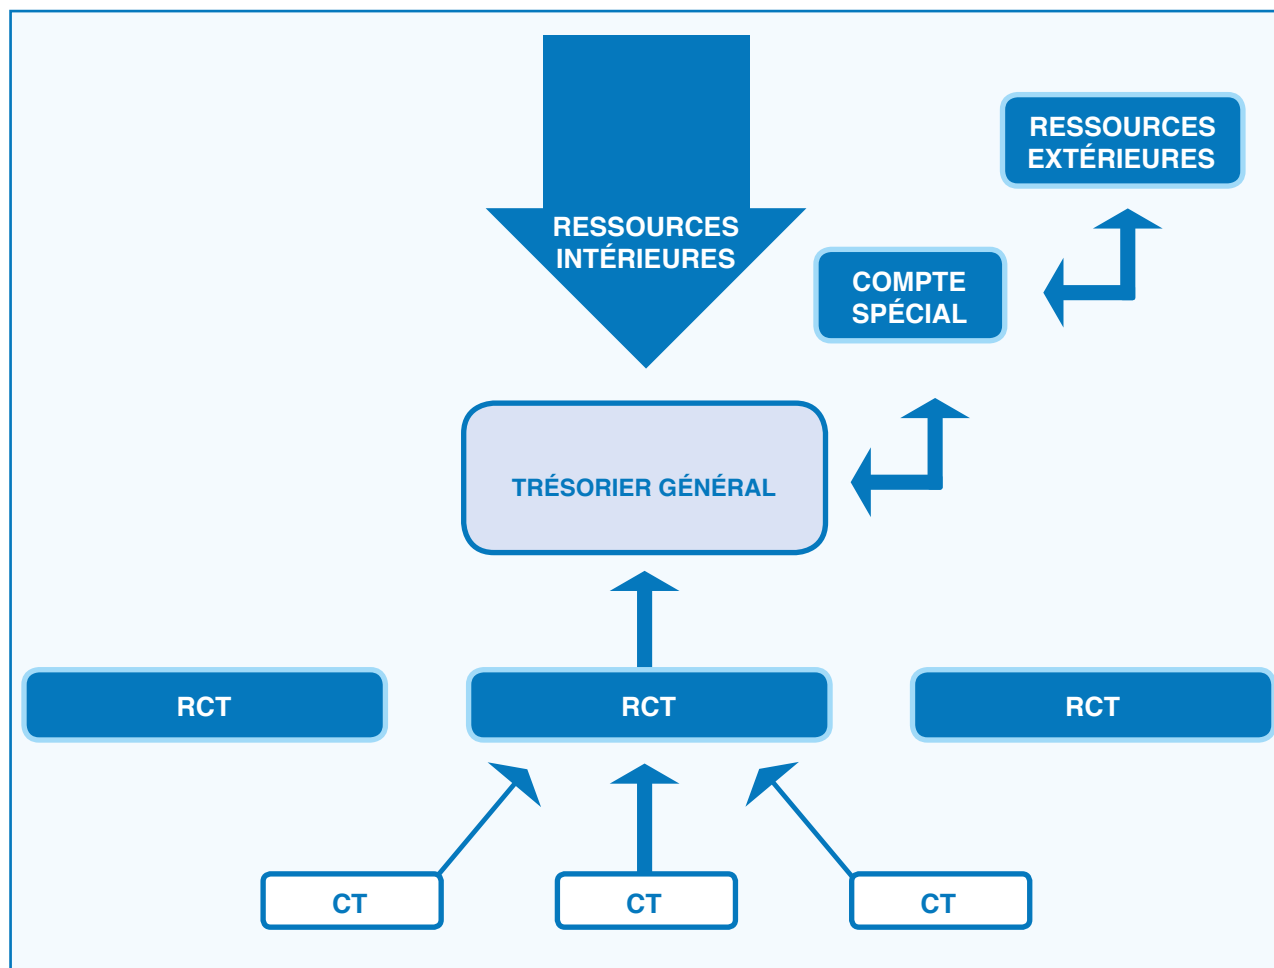 RESSOURCES
EXTÉRIEURES
RESSOURCES
INTÉRIEURES
COMPTE
SPÉCIAL
TRÉSORIER GÉNÉRAL
RCT
RCT
RCT
CT
CT
CT